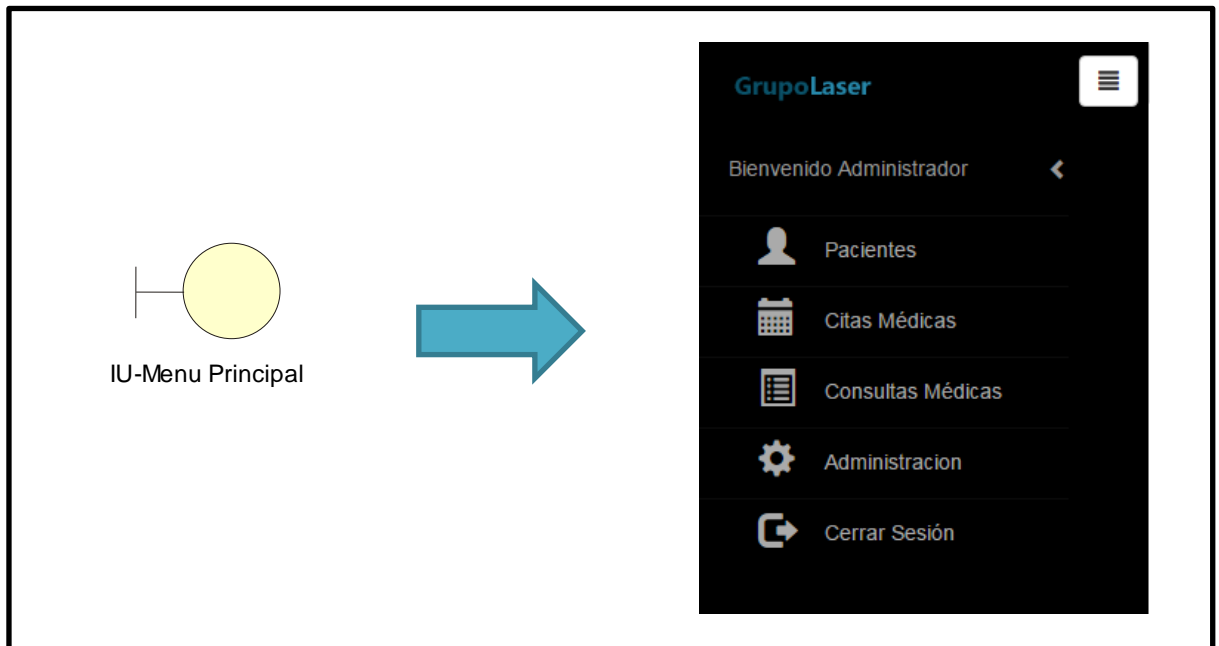 IU-Menu Principal
GrupoLaser
Bienvenido Administrador
Pacientes
Citas Médicas
Consultas Médicas
Administracion
Cerrar Sesión